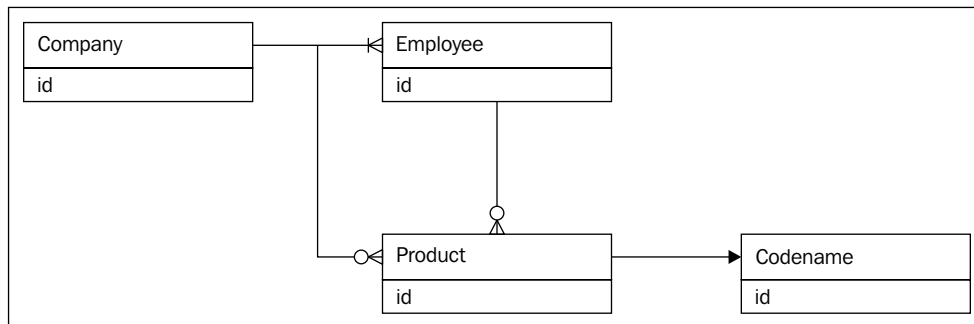 Company
id
Employee
id
Product
id
Codename
id